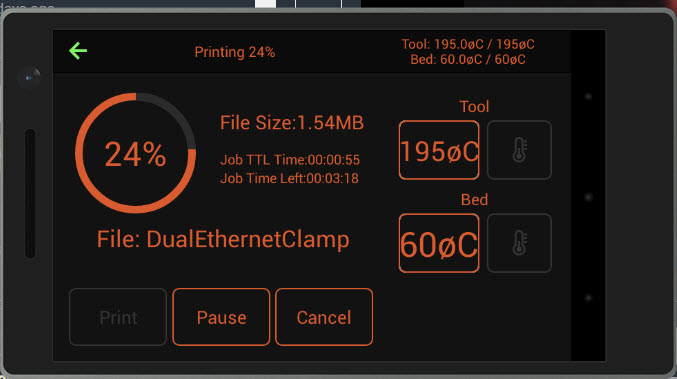 days ago
Printing 24%
Tool: 195.0øC / 195øC
Bed: 60.0øC / 60øC
24%
File Size:1.54MB
Job TTL Time:00:00:55
Job Time Left:00:03:18
File: DualEthernetClamp
Tool
195øC
Bed
60øC
Print
Pause
Cancel